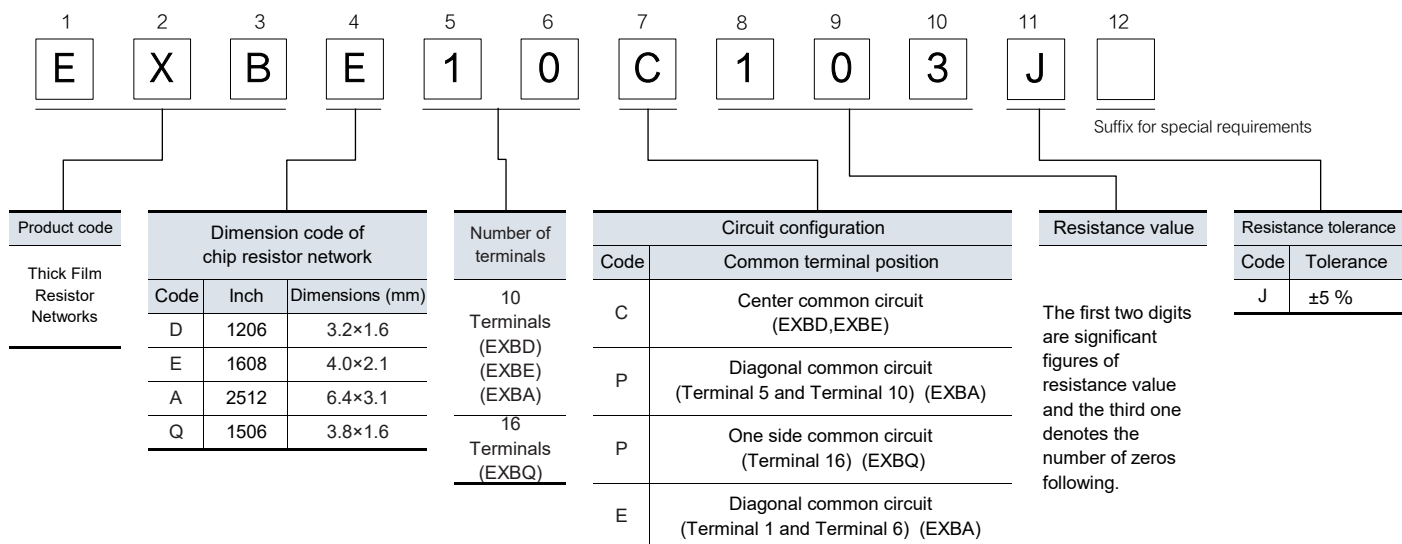 1 2 3 4 5 6 7 8 9 10 11 12
E X B E 1 0 C 1 0 3 J
Suffix for special requirements
Product code
Thick Film
Resistor
Networks
Dimension code of
chip resistor network
Code Inch Dimensions (mm)
D 1206 3.2×1.6
E 1608 4.0×2.1
A 2512 6.4×3.1
Q 1506 3.8×1.6
Number of
terminals
10
Terminals
(EXBD)
(EXBE)
(EXBA)
16
Terminals
(EXBQ)
Circuit configuration
Code Common terminal position
C Center common circuit
(EXBD,EXBE)
P Diagonal common circuit
(Terminal 5 and Terminal 10) (EXBA)
P One side common circuit
(Terminal 16) (EXBQ)
E Diagonal common circuit
(Terminal 1 and Terminal 6) (EXBA)
Resistance value
The first two digits
are significant
figures of
resistance value
and the third one
denotes the
number of zeros
following.
Resistance tolerance
Code Tolerance
J ±5 %